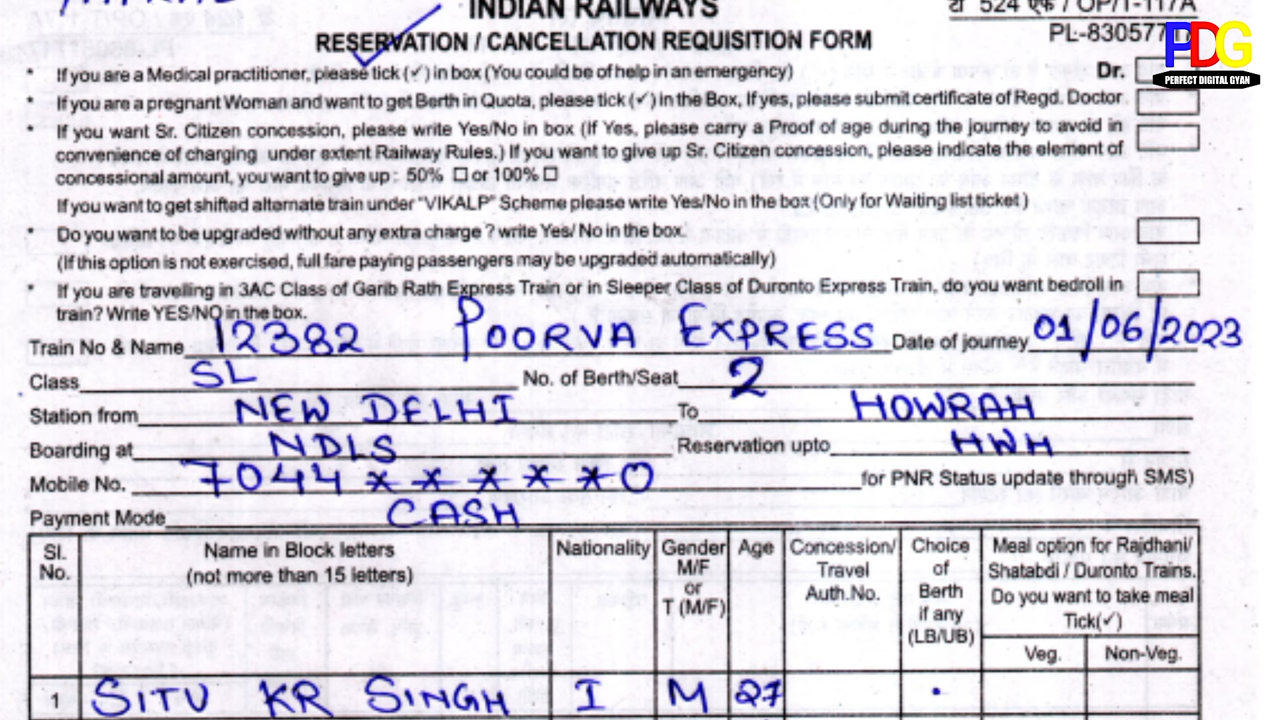 INDIAN RAILWAYS
टी 524 एफ / OP/T-117A
RESERVATION / CANCELLATION REQUISITION FORM
PL-8305771
PDG
PERFECT DIGITAL GYAN
* If you are a Medical practitioner, please tick (✓) in box (You could be of help in an emergency) Dr.
* If you are a pregnant Woman and want to get Berth in Quota, please tick (✓) in the Box, If yes, please submit certificate of Regd. Doctor
* If you want Sr. Citizen concession, please write Yes/No in box (If Yes, please carry a Proof of age during the journey to avoid in
convenience of charging under extent Railway Rules.) If you want to give up Sr. Citizen concession, please indicate the element of
concessional amount, you want to give up : 50% ☐ or 100% ☐
If you want to get shifted alternate train under "VIKALP" Scheme please write Yes/No in the box (Only for Waiting list ticket)
* Do you want to be upgraded without any extra charge ? write Yes/ No in the box.
(If this option is not exercised, full fare paying passengers may be upgraded automatically)
* If you are travelling in 3AC Class of Garib Rath Express Train or in Sleeper Class of Duronto Express Train, do you want bedroll in
train? Write YES/NO in the box.
Train No & Name 12382 POORVA EXPRESS Date of journey 01/06/2023
Class SL No. of Berth/Seat 2
Station from NEW DELHI To HOWRAH
Boarding at NDLS Reservation upto HWH
Mobile No. 7044*****0 for PNR Status update through SMS)
Payment Mode CASH
Sl. No. Name in Block letters (not more than 15 letters) Nationality Gender M/F or T (M/F) Age Concession/ Travel Auth.No. Choice of Berth if any (LB/UB) Meal option for Rajdhani/ Shatabdi / Duronto Trains. Do you want to take meal Tick(✓)
Veg. Non-Veg.
1 SITU KR SINGH I M 27